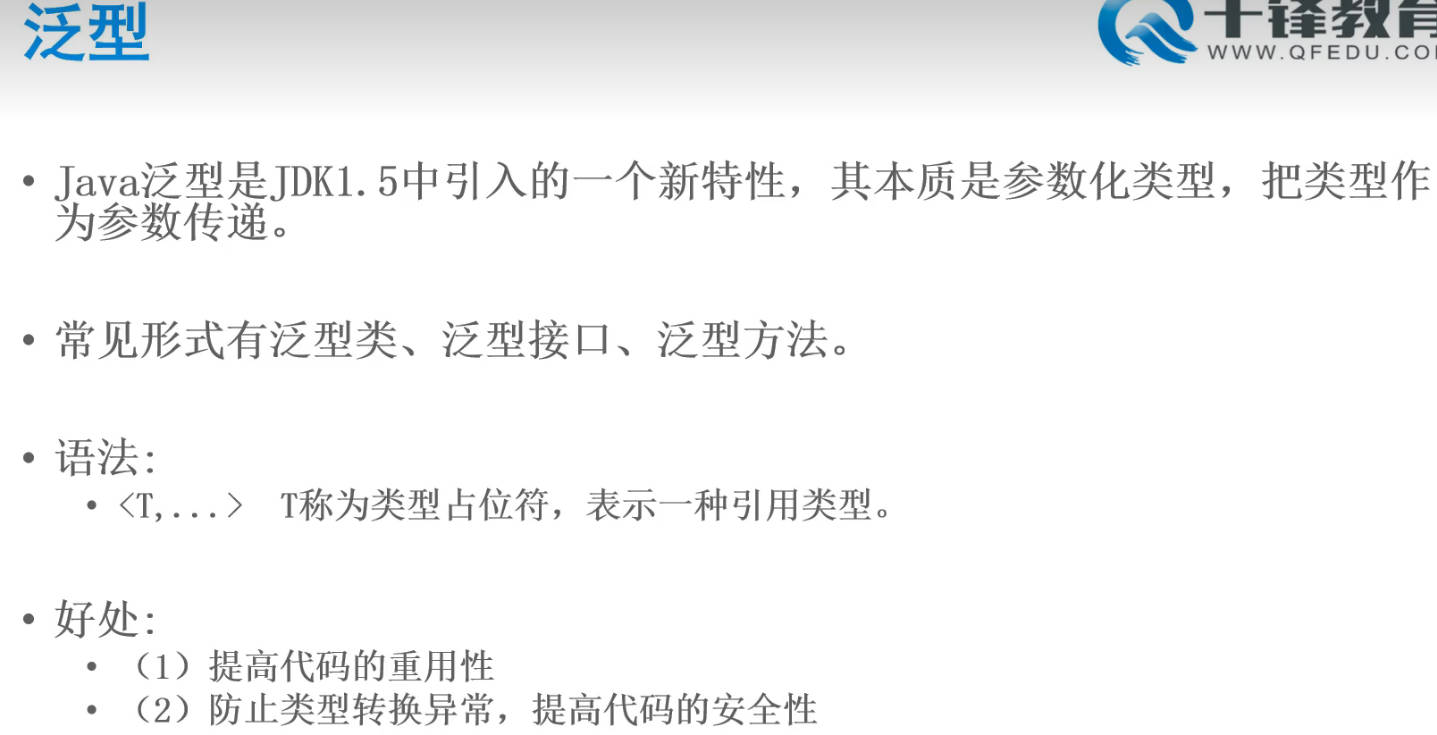 泛型
千锋教育
WWW.QFEDU.COM
• Java泛型是JDK1.5中引入的一个新特性，其本质是参数化类型，把类型作
为参数传递。
• 常见形式有泛型类、泛型接口、泛型方法。
• 语法:
• <T,...> T称为类型占位符，表示一种引用类型。
• 好处:
• （1）提高代码的重用性
• （2）防止类型转换异常，提高代码的安全性